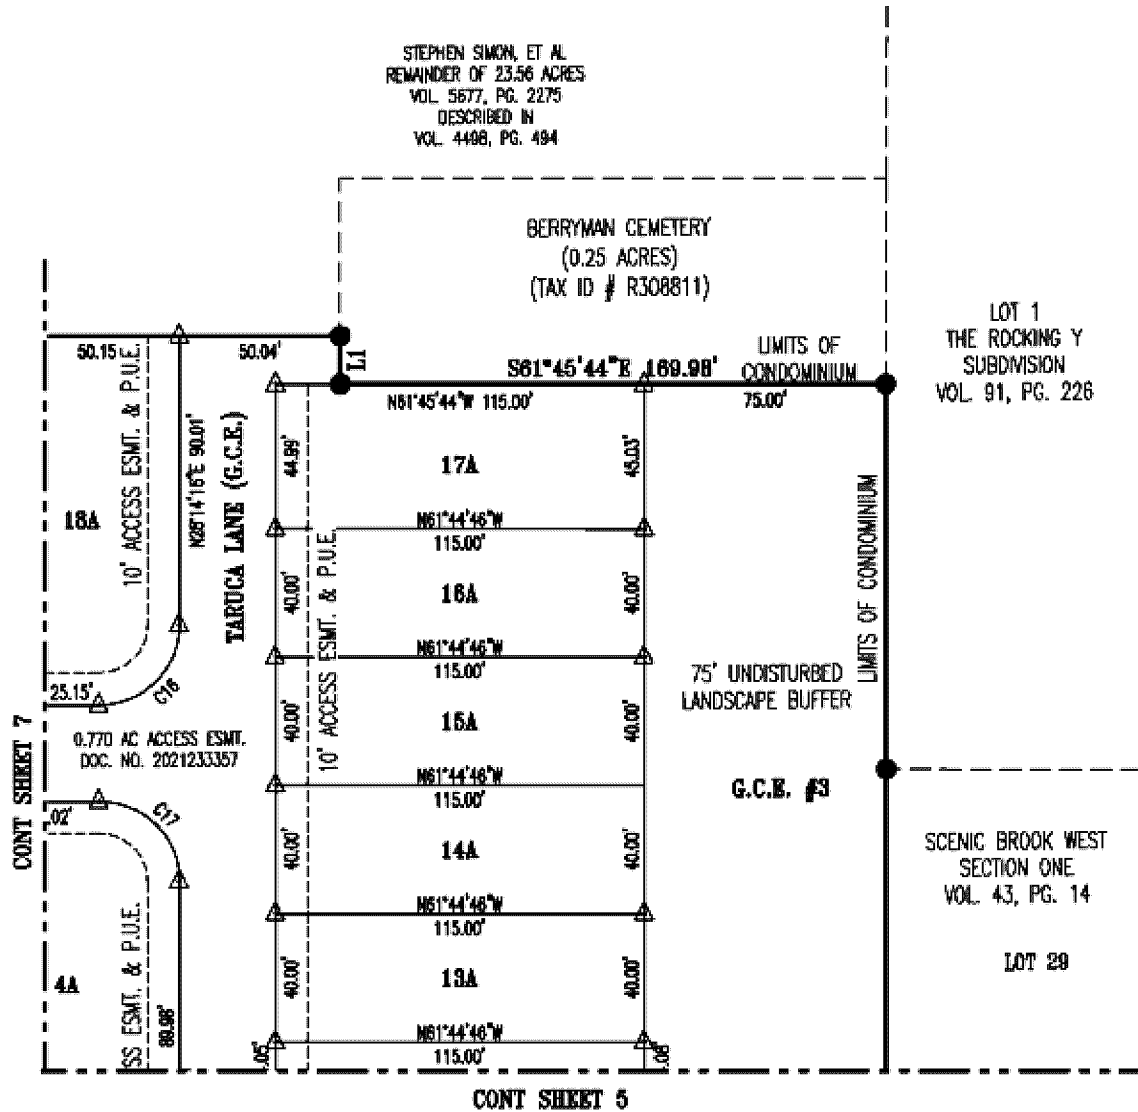 STEPHEN SIMON, ET AL
REMAINDER OF 23.56 ACRES
VOL. 5677, PG. 2275
DESCRIBED IN
VOL. 4498, PG. 494
BERRYMAN CEMETERY
(0.25 ACRES)
(TAX ID # R308811)
LOT 1
THE ROCKING Y
SUBDIVISION
VOL. 91, PG. 226
50.15
50.04'
L1
LIMITS OF
CONDOMINIUM
S61°45'44"E 169.98'
N61°45'44"W 115.00'
75.00'
10' ACCESS ESMT. & P.U.E.
N28°14'16"E 90.01'
TARUCA LANE (G.C.E.)
18A
44.99'
17A
45.03'
N61°44'46"W
115.00'
10' ACCESS ESMT. & P.U.E.
40.00'
16A
40.00'
N61°44'46"W
115.00'
LIMITS OF CONDOMINIUM
75' UNDISTURBED
LANDSCAPE BUFFER
25.15'
C16
0.770 AC ACCESS ESMT.
DOC. NO. 2021233357
40.00'
15A
40.00'
N61°44'46"W
115.00'
G.C.E. #3
CONT SHEET 7
02'
C17
40.00'
14A
40.00'
N61°44'46"W
115.00'
SCENIC BROOK WEST
SECTION ONE
VOL. 43, PG. 14
LOT 29
4A
SS ESMT. & P.U.E.
89.98'
40.00'
13A
40.00'
N61°44'46"W
115.00'
.05'
.08'
CONT SHEET 5